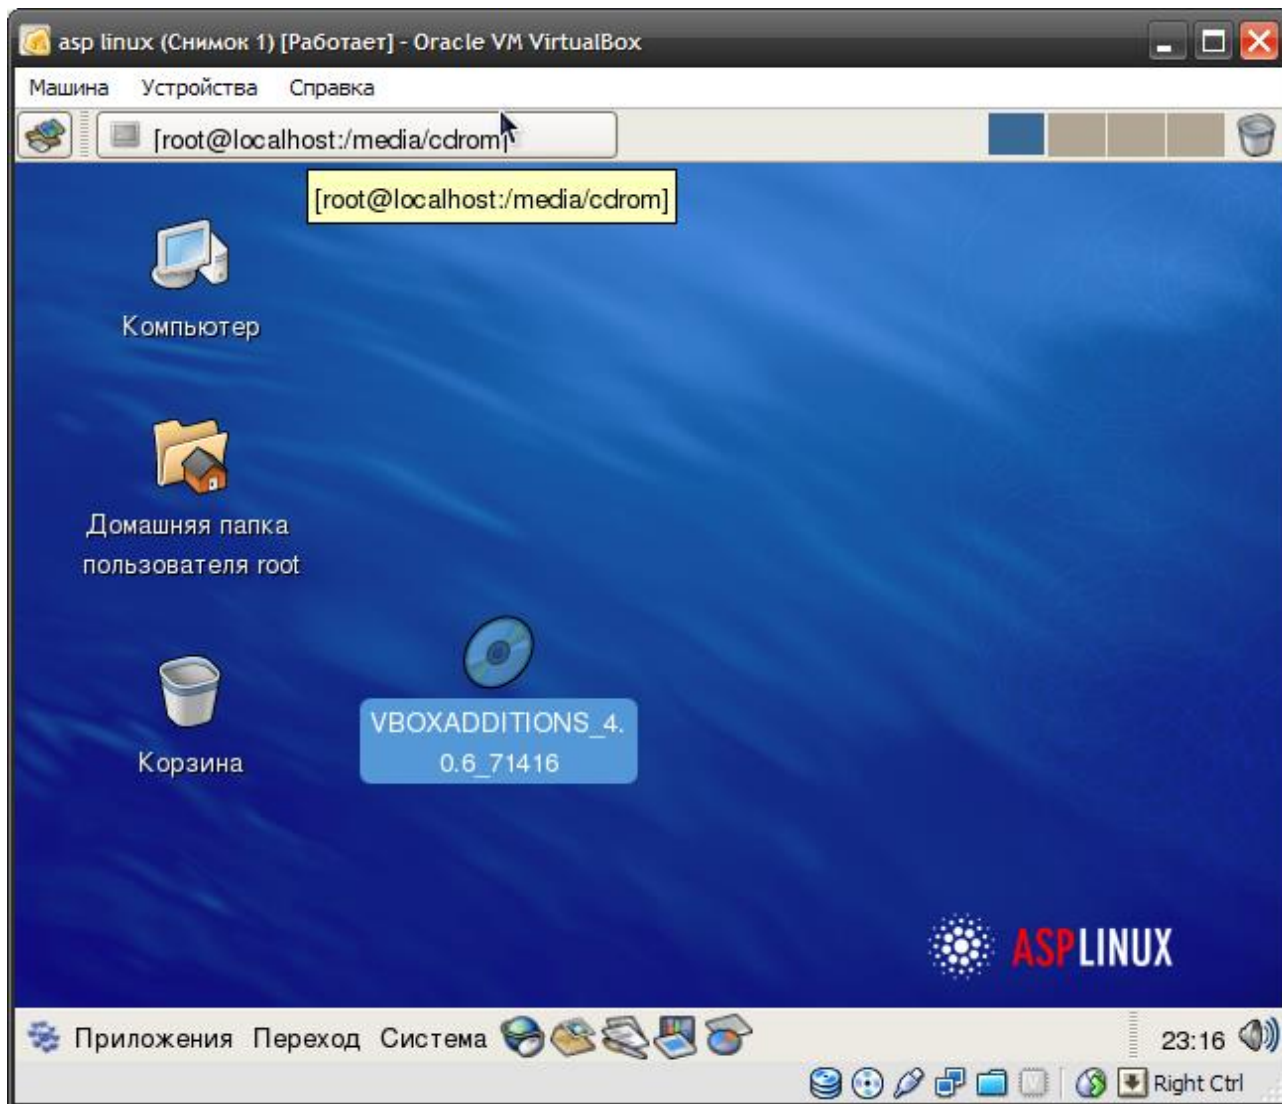 asp linux (Снимок 1) [Работает] - Oracle VM VirtualBox
Машина Устройства Справка
[root@localhost:/media/cdrom]
[root@localhost:/media/cdrom]
Компьютер
Домашняя папка
пользователя root
Корзина
VBOXADDITIONS_4.
0.6_71416
ASPLINUX
Приложения Переход Система
23:16
Right Ctrl